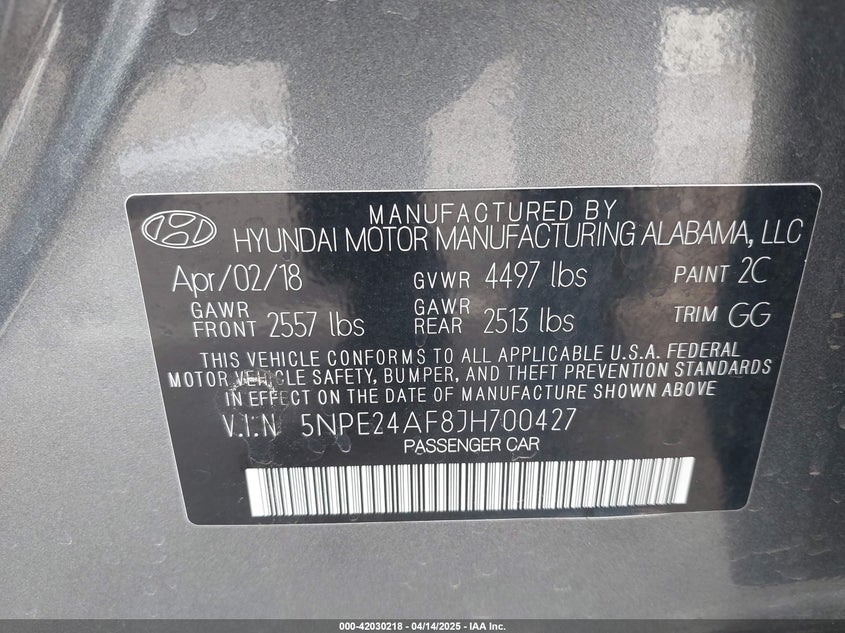 MANUFACTURED BY
HYUNDAI MOTOR MANUFACTURING ALABAMA, LLC
Apr/02/18 GVWR 4497 lbs PAINT 2C
GAWR FRONT 2557 lbs GAWR REAR 2513 lbs TRIM GG
THIS VEHICLE CONFORMS TO ALL APPLICABLE U.S.A. FEDERAL
MOTOR VEHICLE SAFETY, BUMPER, AND THEFT PREVENTION STANDARDS
IN EFFECT ON THE DATE OF MANUFACTURE SHOWN ABOVE
V.I.N 5NPE24AF8JH700427
PASSENGER CAR
000-42030218 - 04/14/2025 - IAA Inc.